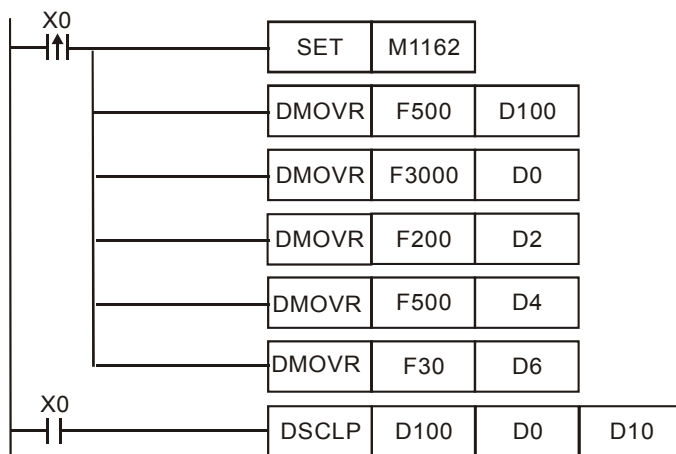 X0
SET M1162
DMOVR F500 D100
DMOVR F3000 D0
DMOVR F200 D2
DMOVR F500 D4
DMOVR F30 D6
X0
DSCLP D100 D0 D10